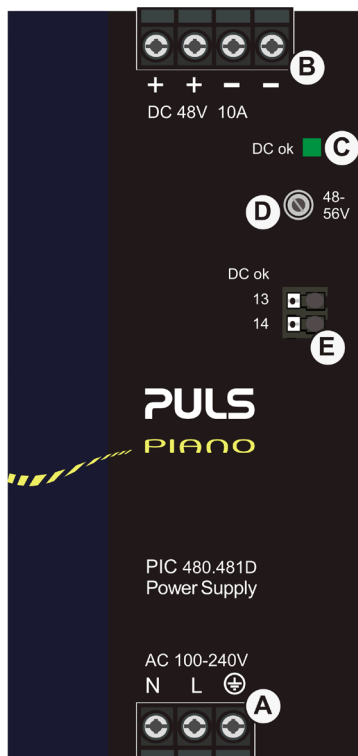 B
+ + − −
DC 48V 10A
DC ok
C
D
48-
56V
DC ok
13
14
E
PULS
PIANO
PIC 480.481D
Power Supply
AC 100-240V
N L
A